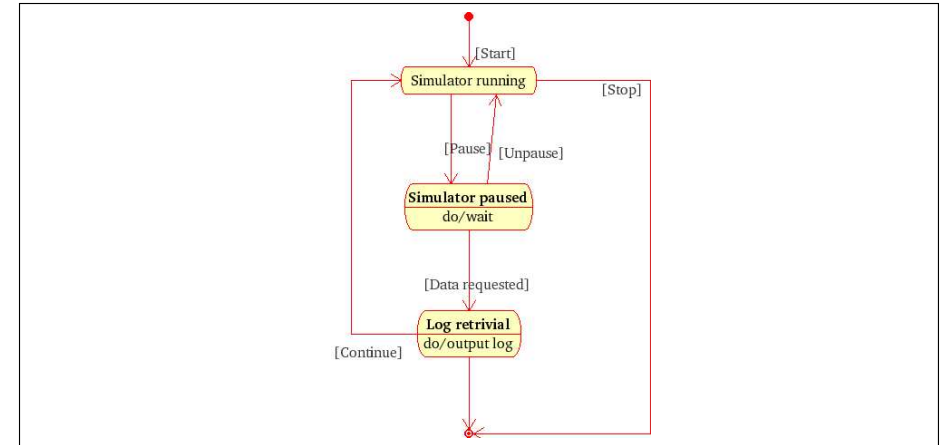 [Start]
Simulator running
[Stop]
[Pause]
[Unpause]
Simulator paused
do/wait
[Data requested]
Log retrivial
do/output log
[Continue]